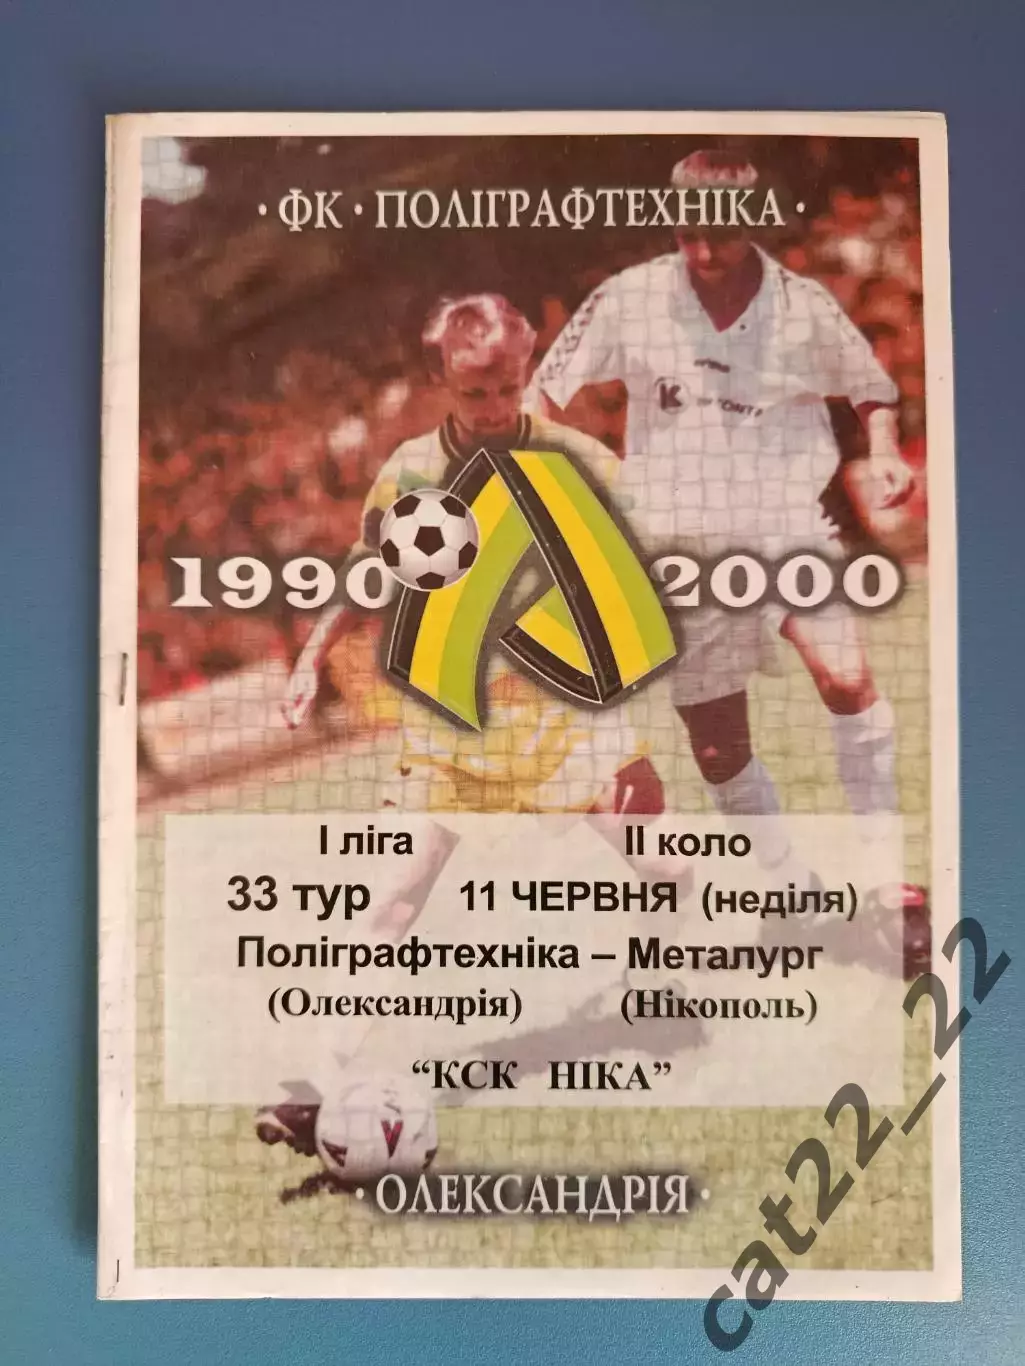 · ФК · ПОЛІГРАФТЕХНІКА ·
1990 2000
І ліга ІІ коло
33 тур 11 ЧЕРВНЯ (неділя)
Поліграфтехніка – Металург
(Олександрія) (Нікополь)
“КСК НІКА”
· ОЛЕКСАНДРІЯ ·
cat22_22